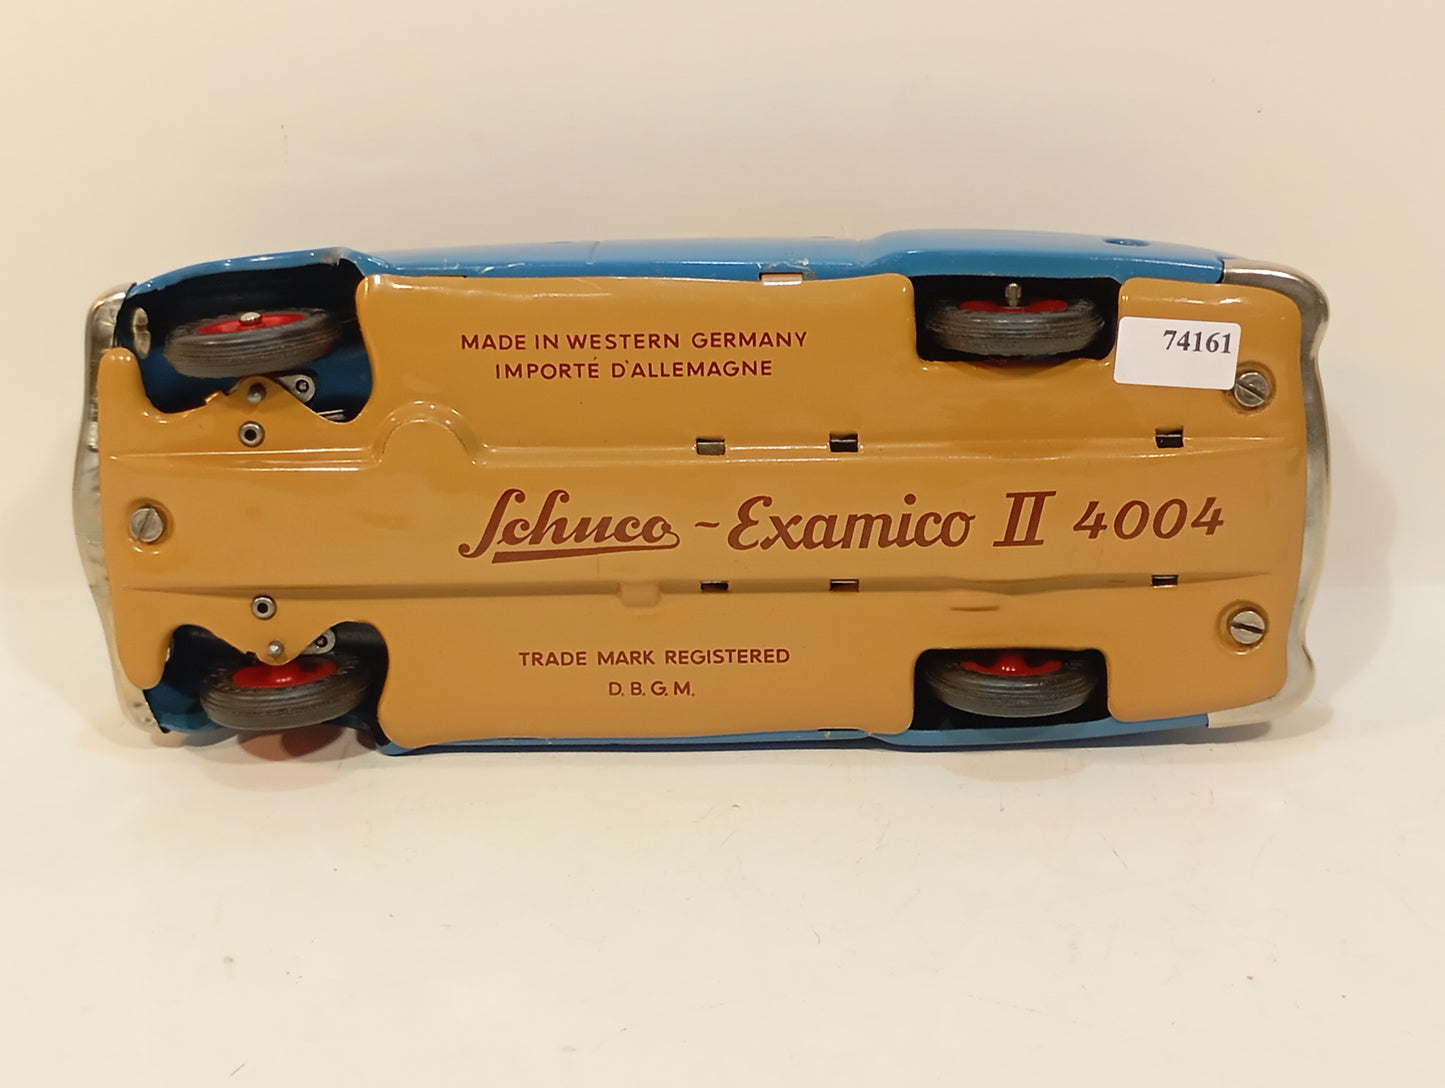 MADE IN WESTERN GERMANY
IMPORTÉ D'ALLEMAGNE
74161
Schuco - Examico II 4004
TRADE MARK REGISTERED
D. B. G. M.